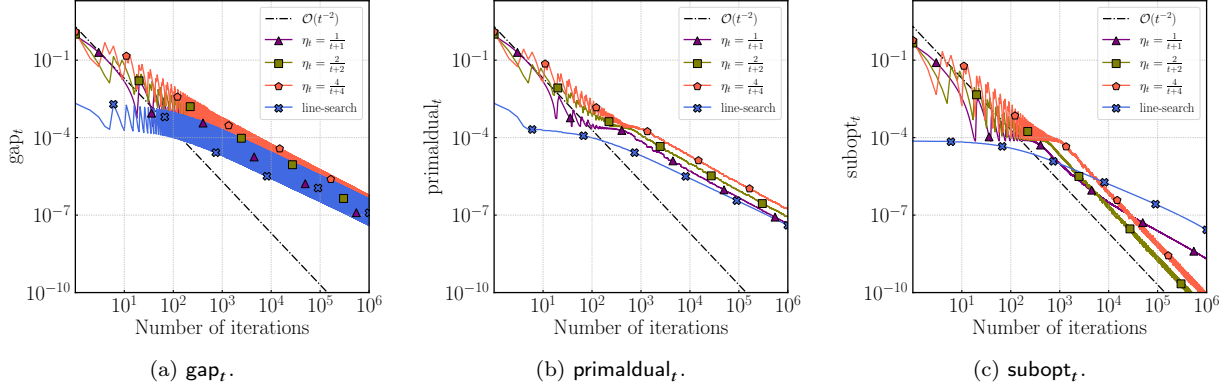 gap_t
10^{-1}
10^{-4}
10^{-7}
10^{-10}
10^1 10^2 10^3 10^4 10^5 10^6
Number of iterations
O(t^{-2})
η_t = 1/(t+1)
η_t = 2/(t+2)
η_t = 4/(t+4)
line-search
(a) gap_t.
primaldual_t
10^{-1}
10^{-4}
10^{-7}
10^{-10}
10^1 10^2 10^3 10^4 10^5 10^6
Number of iterations
O(t^{-2})
η_t = 1/(t+1)
η_t = 2/(t+2)
η_t = 4/(t+4)
line-search
(b) primaldual_t.
subopt_t
10^{-1}
10^{-4}
10^{-7}
10^{-10}
10^1 10^2 10^3 10^4 10^5 10^6
Number of iterations
O(t^{-2})
η_t = 1/(t+1)
η_t = 2/(t+2)
η_t = 4/(t+4)
line-search
(c) subopt_t.